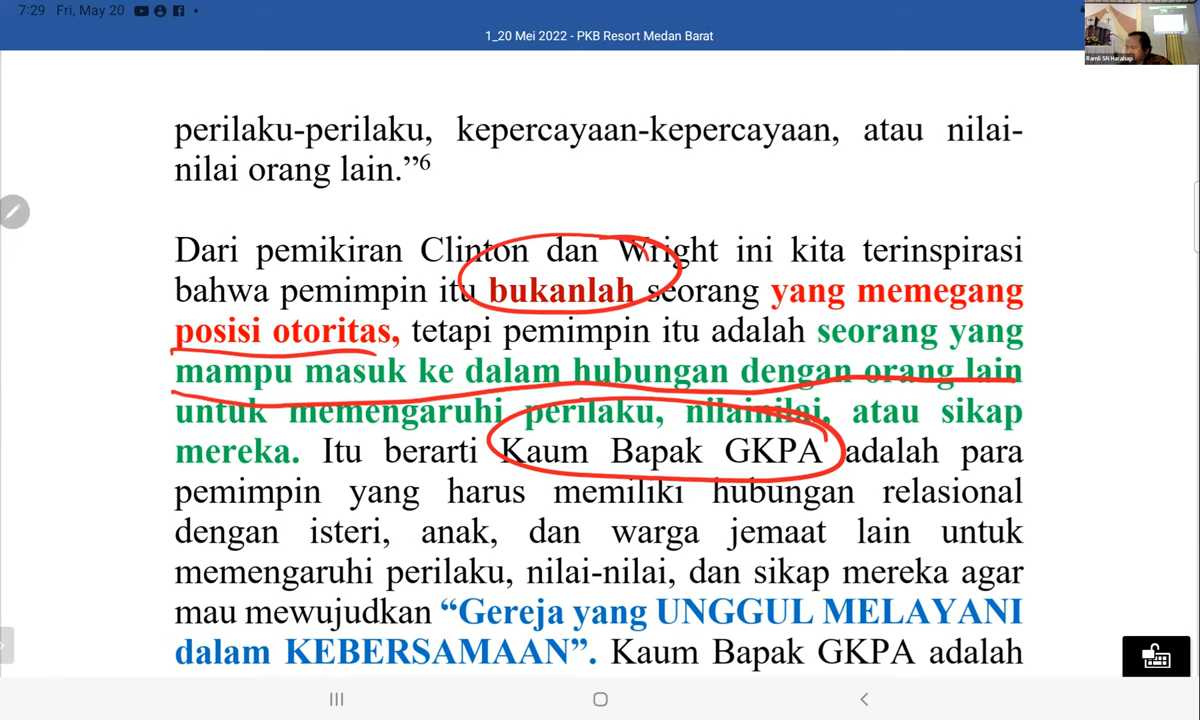 7:29 Fri, May 20
1_20 Mei 2022 - PKB Resort Medan Barat
Ramli SN Harahap
perilaku-perilaku, kepercayaan-kepercayaan, atau nilai-
nilai orang lain.”6
Dari pemikiran Clinton dan Wright ini kita terinspirasi
bahwa pemimpin itu bukanlah seorang yang memegang
posisi otoritas, tetapi pemimpin itu adalah seorang yang
mampu masuk ke dalam hubungan dengan orang lain
untuk memengaruhi perilaku, nilainilai, atau sikap
mereka. Itu berarti Kaum Bapak GKPA adalah para
pemimpin yang harus memiliki hubungan relasional
dengan isteri, anak, dan warga jemaat lain untuk
memengaruhi perilaku, nilai-nilai, dan sikap mereka agar
mau mewujudkan “Gereja yang UNGGUL MELAYANI
dalam KEBERSAMAAN”. Kaum Bapak GKPA adalah